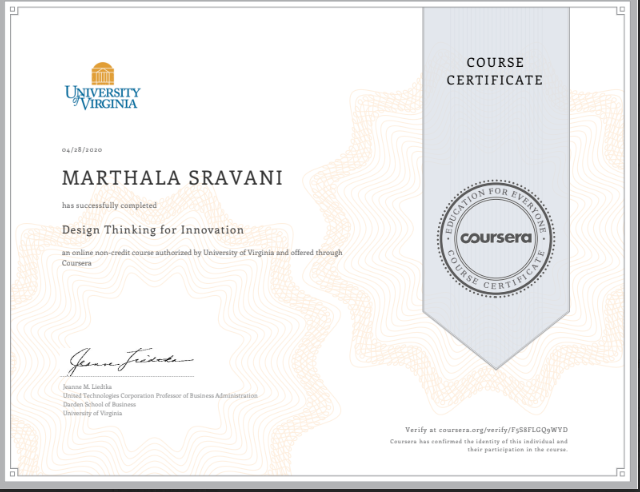 UNIVERSITY
of VIRGINIA
COURSE
CERTIFICATE
04/28/2020
MARTHALA SRAVANI
has successfully completed
Design Thinking for Innovation
an online non-credit course authorized by University of Virginia and offered through
Coursera
EDUCATION FOR EVERYONE
coursera
COURSE CERTIFICATE
Jeanne M. Liedtka
United Technologies Corporation Professor of Business Administration
Darden School of Business
University of Virginia
Verify at coursera.org/verify/F5S8FLGQ9WYD
Coursera has confirmed the identity of this individual and
their participation in the course.